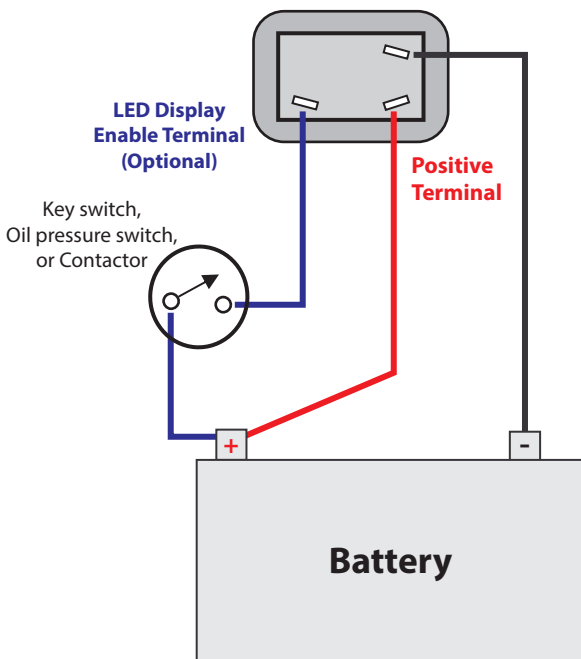 LED Display
Enable Terminal
(Optional)
Positive
Terminal
Key switch,
Oil pressure switch,
or Contactor
+
-
Battery